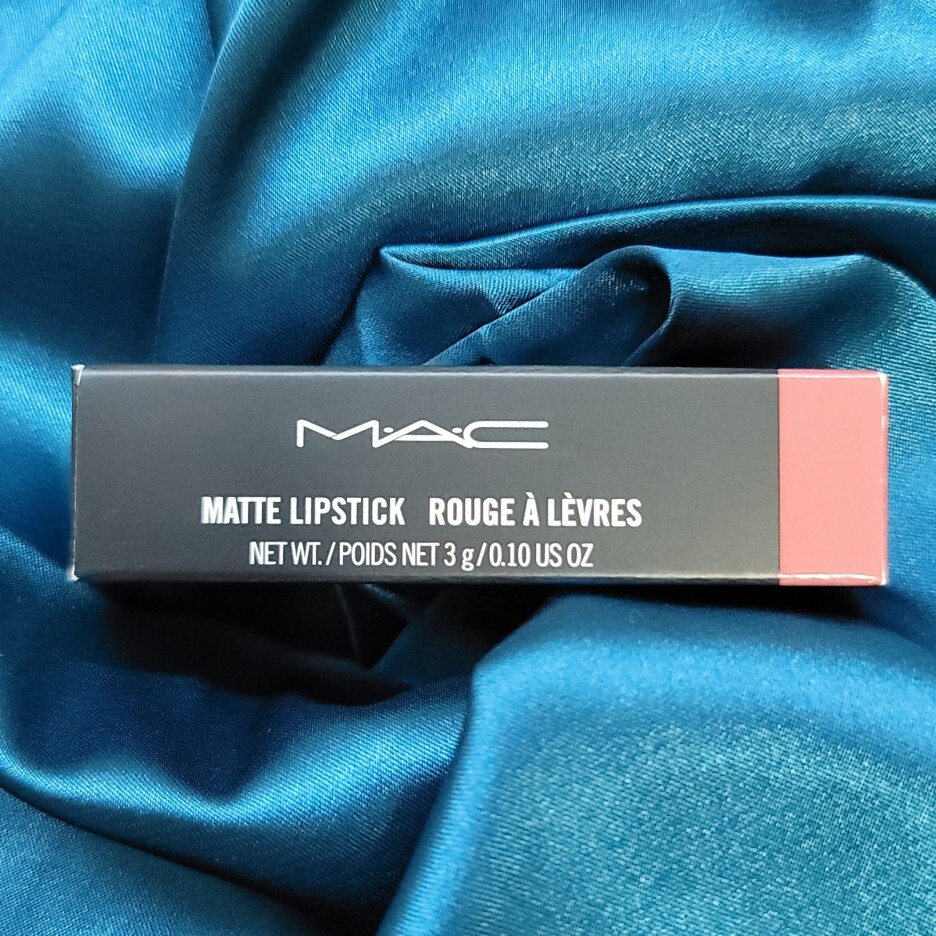 M·A·C
MATTE LIPSTICK ROUGE À LÈVRES
NET WT./POIDS NET 3 g/0.10 US OZ